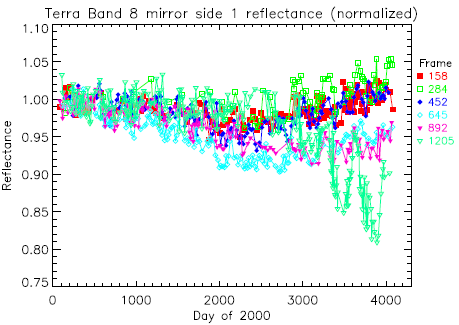 Terra Band 8 mirror side 1 reflectance (normalized)
1.10
1.05
1.00
0.95
0.90
0.85
0.80
0.75
Reflectance
0 1000 2000 3000 4000
Day of 2000
Frame
158
284
452
645
892
1205